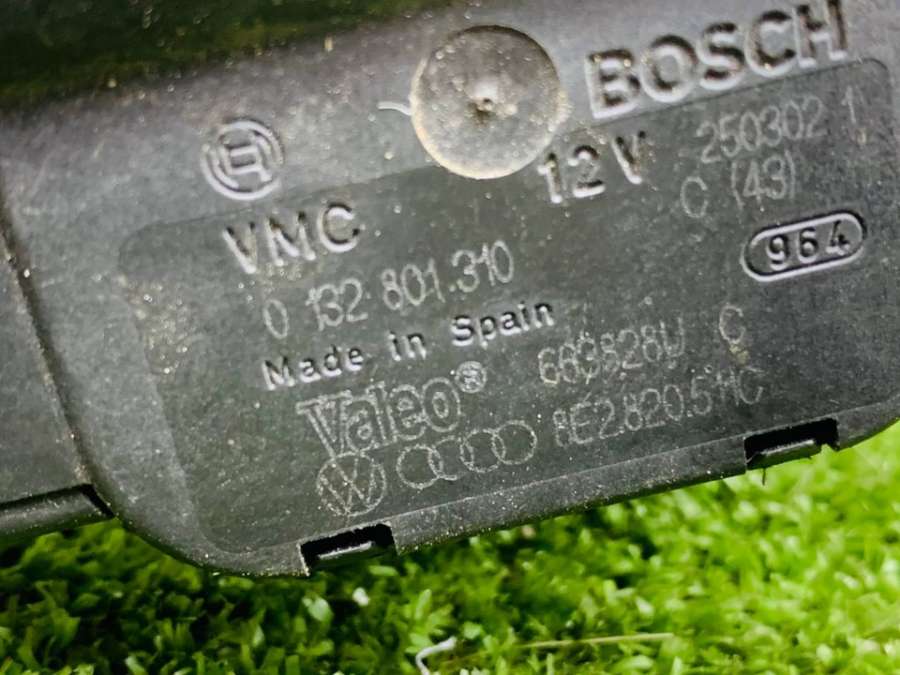 BOSCH
12V
250302 1
C (43)
VMC
964
0 132 801.310
Made in Spain
Valeo®
C
8E2.820.511C